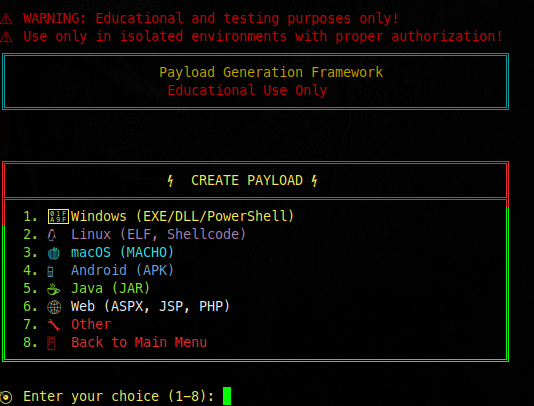 ⚠ WARNING: Educational and testing purposes only!
⚠ Use only in isolated environments with proper authorization!
Payload Generation Framework
Educational Use Only
⚡ CREATE PAYLOAD ⚡
1. Windows (EXE/DLL/PowerShell)
2. Linux (ELF, Shellcode)
3. macOS (MACHO)
4. Android (APK)
5. Java (JAR)
6. Web (ASPX, JSP, PHP)
7. Other
8. Back to Main Menu
Enter your choice (1-8):